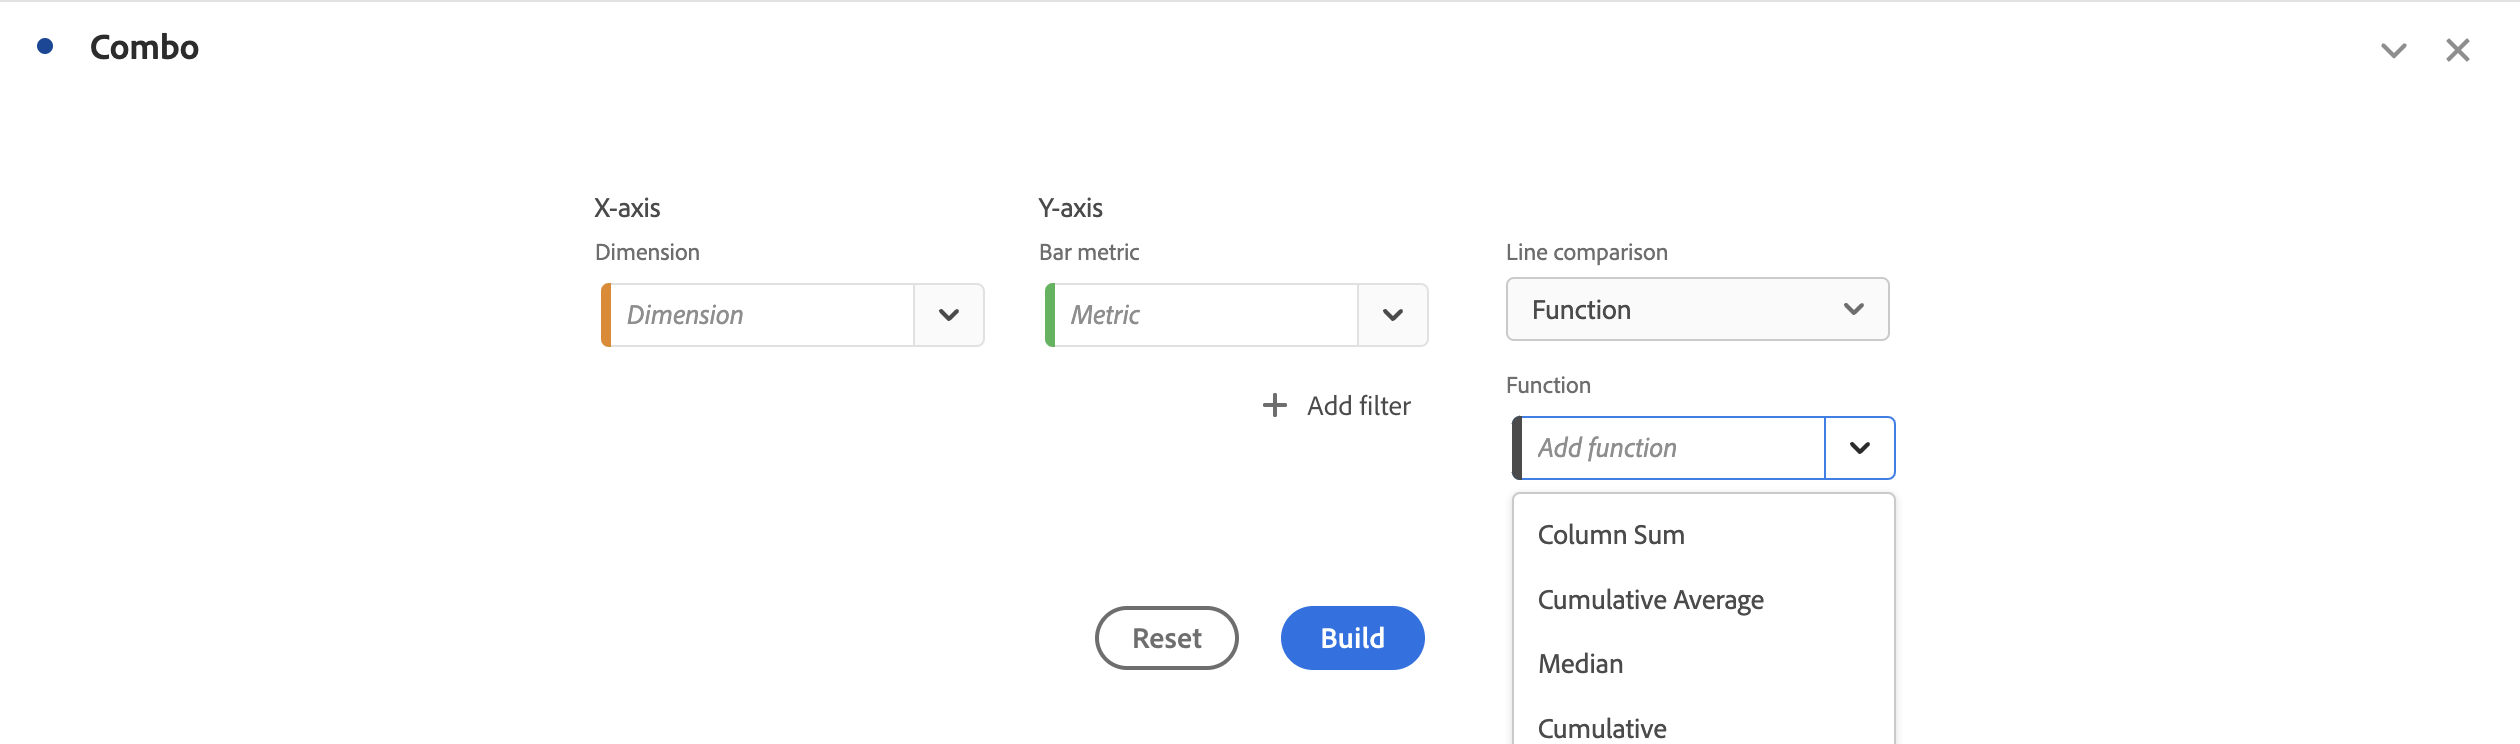 Combo
X-axis
Dimension
Dimension
Y-axis
Bar metric
Metric
Add filter
Line comparison
Function
Function
Add function
Column Sum
Cumulative Average
Median
Cumulative
Reset
Build